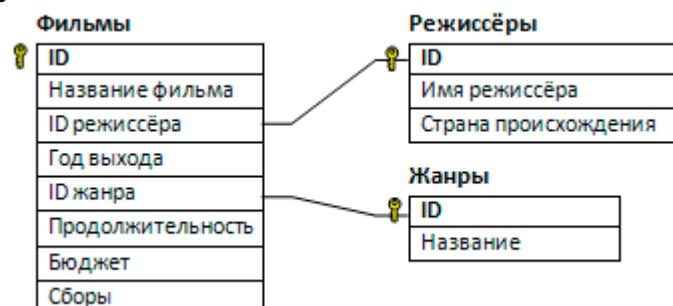 Фильмы
ID
Название фильма
ID режиссёра
Год выхода
ID жанра
Продолжительность
Бюджет
Сборы
Режиссёры
ID
Имя режиссёра
Страна происхождения
Жанры
ID
Название